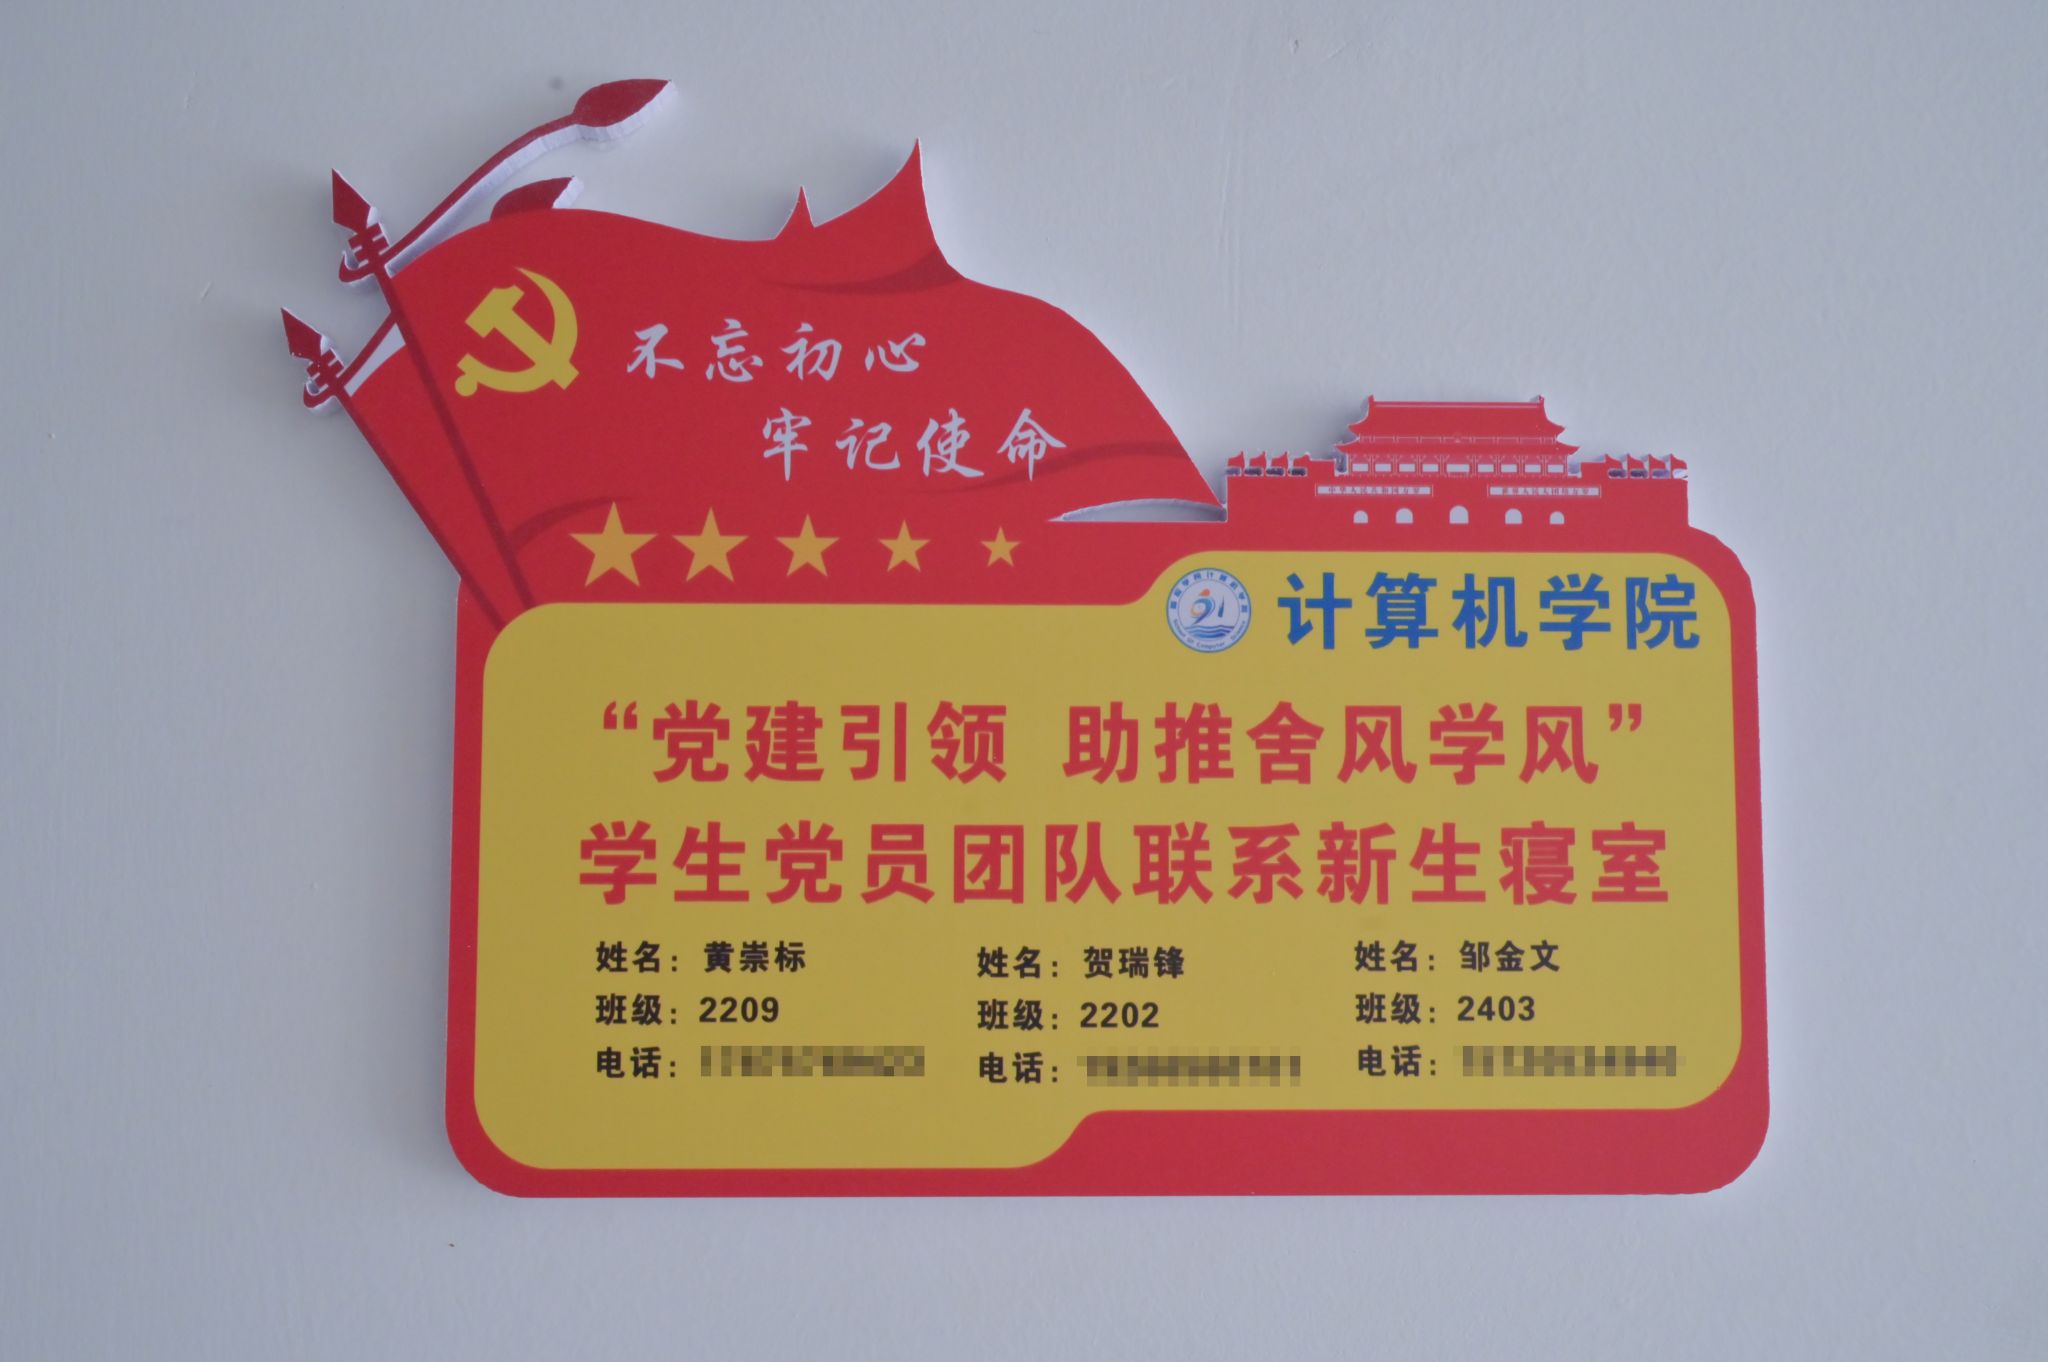 不忘初心
牢记使命
计算机学院
“党建引领 助推舍风学风”
学生党员团队联系新生寝室
姓名：黄崇标
班级：2209
电话：
姓名：贺瑞锋
班级：2202
电话：
姓名：邹金文
班级：2403
电话：